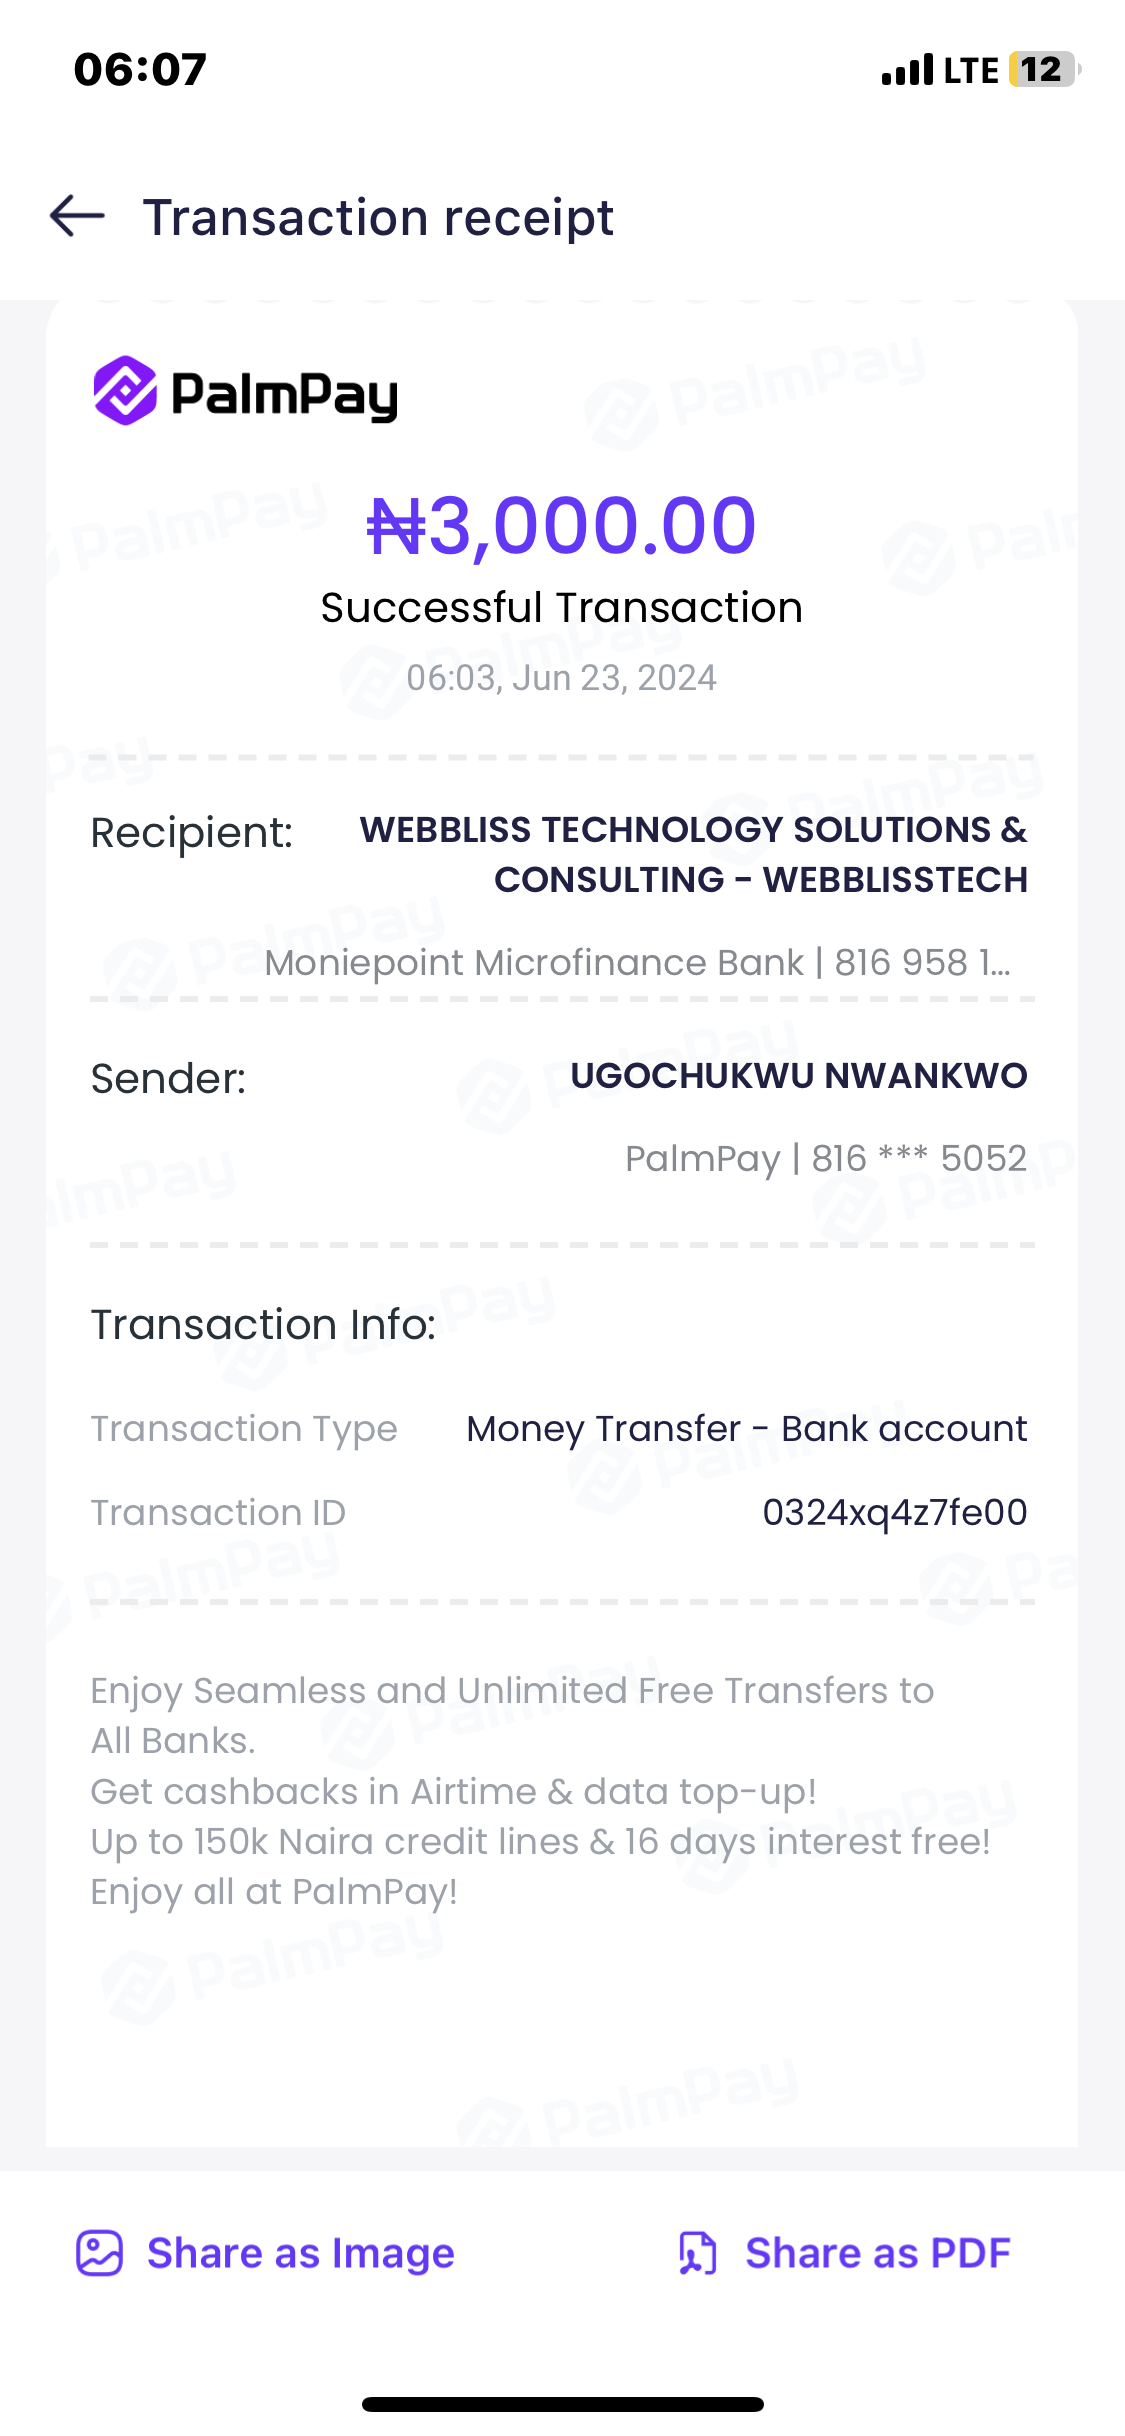 06:07
LTE 12
Transaction receipt
PalmPay
₦3,000.00
Successful Transaction
06:03, Jun 23, 2024
Recipient: WEBBLISS TECHNOLOGY SOLUTIONS &
CONSULTING - WEBBLISSTECH
Moniepoint Microfinance Bank | 816 958 1...
Sender: UGOCHUKWU NWANKWO
PalmPay | 816 *** 5052
Transaction Info:
Transaction Type Money Transfer - Bank account
Transaction ID 0324xq4z7fe00
Enjoy Seamless and Unlimited Free Transfers to
All Banks.
Get cashbacks in Airtime & data top-up!
Up to 150k Naira credit lines & 16 days interest free!
Enjoy all at PalmPay!
Share as Image Share as PDF